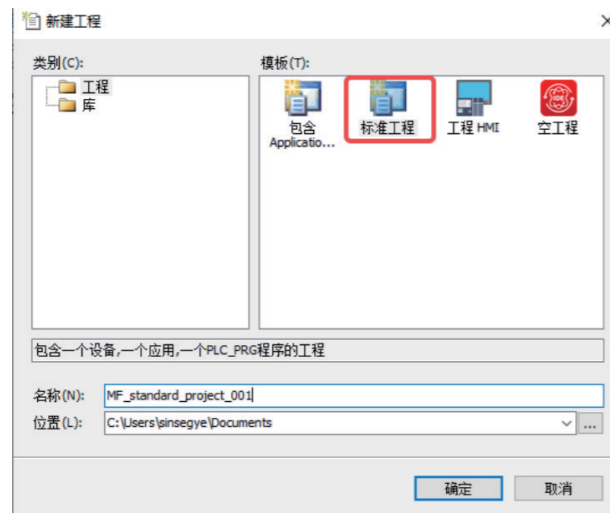 新建工程
类别(C):
模板(T):
工程
库
包含
Applicatio...
标准工程
工程 HMI
空工程
包含一个设备,一个应用,一个PLC_PRG程序的工程
名称(N): MF_standard_project_001
位置(L): C:\Users\sinsegye\Documents
...
确定
取消